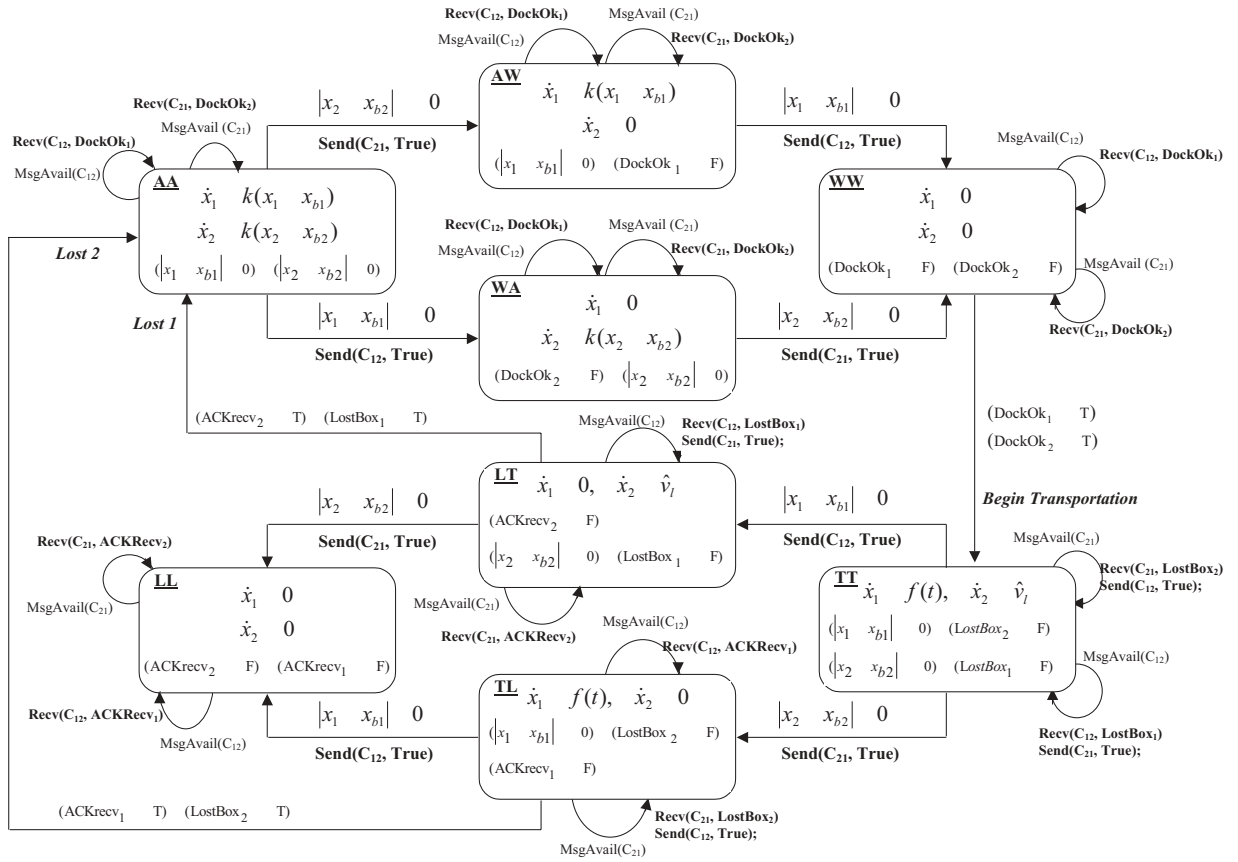 Recv(C12, DockOk1)
MsgAvail(C12)
MsgAvail(C21)
Recv(C21, DockOk2)
AW
ẋ1 k(x1 xb1)
ẋ2 0
(|x1 xb1| 0) (DockOk 1 F)
|x2 xb2| 0
Send(C21, True)
|x1 xb1| 0
Send(C12, True)
Recv(C21, DockOk2)
MsgAvail(C21)
Recv(C12, DockOk1)
MsgAvail(C12)
AA
ẋ1 k(x1 xb1)
ẋ2 k(x2 xb2)
(|x1 xb1| 0) (|x2 xb2| 0)
MsgAvail(C12)
Recv(C12, DockOk1)
WW
ẋ1 0
ẋ2 0
(DockOk1 F) (DockOk2 F)
MsgAvail (C21)
Recv(C21, DockOk2)
Recv(C12, DockOk1)
MsgAvail(C12)
MsgAvail(C21)
Recv(C21, DockOk2)
WA
ẋ1 0
ẋ2 k(x2 xb2)
(DockOk2 F) (|x2 xb2| 0)
|x1 xb1| 0
Send(C12, True)
|x2 xb2| 0
Send(C21, True)
Lost 2
Lost 1
(ACKrecv2 T) (LostBox1 T)
(DockOk1 T)
(DockOk2 T)
Begin Transportation
MsgAvail(C12)
Recv(C12, LostBox1)
Send(C21, True);
LT
ẋ1 0, ẋ2 v̂l
(ACKrecv2 F)
(|x2 xb2| 0) (LostBox 1 F)
MsgAvail(C21)
Recv(C21, ACKRecv2)
|x2 xb2| 0
Send(C21, True)
|x1 xb1| 0
Send(C12, True)
Recv(C21, ACKRecv2)
MsgAvail(C21)
LL
ẋ1 0
ẋ2 0
(ACKrecv2 F) (ACKrecv1 F)
Recv(C12, ACKRecv1)
MsgAvail(C12)
MsgAvail(C21)
Recv(C21, LostBox2)
Send(C12, True);
TT
ẋ1 f(t), ẋ2 v̂l
(|x1 xb1| 0) (LostBox2 F)
(|x2 xb2| 0) (LostBox1 F)
MsgAvail(C12)
Recv(C12, LostBox1)
Send(C21, True);
MsgAvail(C12)
Recv(C12, ACKRecv1)
TL
ẋ1 f(t), ẋ2 0
(|x1 xb1| 0) (LostBox 2 F)
(ACKrecv1 F)
|x1 xb1| 0
Send(C12, True)
|x2 xb2| 0
Send(C21, True)
Recv(C21, LostBox2)
Send(C12, True);
MsgAvail(C21)
(ACKrecv1 T) (LostBox2 T)